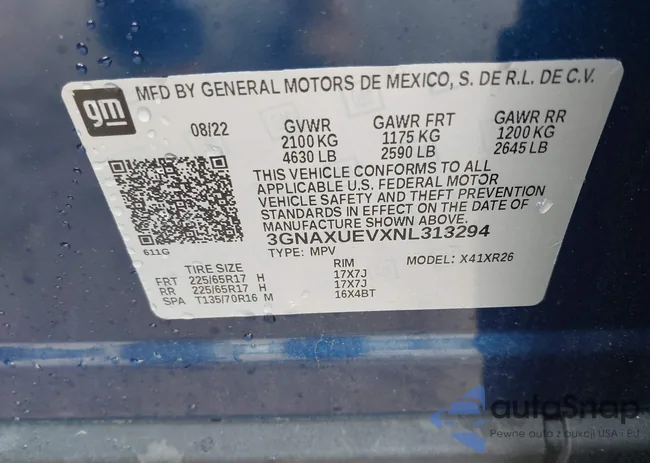 MFD BY GENERAL MOTORS DE MEXICO, S. DE R.L. DE C.V.
gm
08/22 GVWR GAWR FRT GAWR RR
2100 KG 1175 KG 1200 KG
4630 LB 2590 LB 2645 LB
THIS VEHICLE CONFORMS TO ALL
APPLICABLE U.S. FEDERAL MOTOR
VEHICLE SAFETY AND THEFT PREVENTION
STANDARDS IN EFFECT ON THE DATE OF
MANUFACTURE SHOWN ABOVE.
611G
3GNAXUEVXNL313294
TYPE: MPV MODEL: X41XR26
TIRE SIZE RIM
FRT 225/65R17 H 17X7J
RR 225/65R17 H 17X7J
SPA T135/70R16 M 16X4BT
autoSnap
Pewne auto z aukcji USA - EU